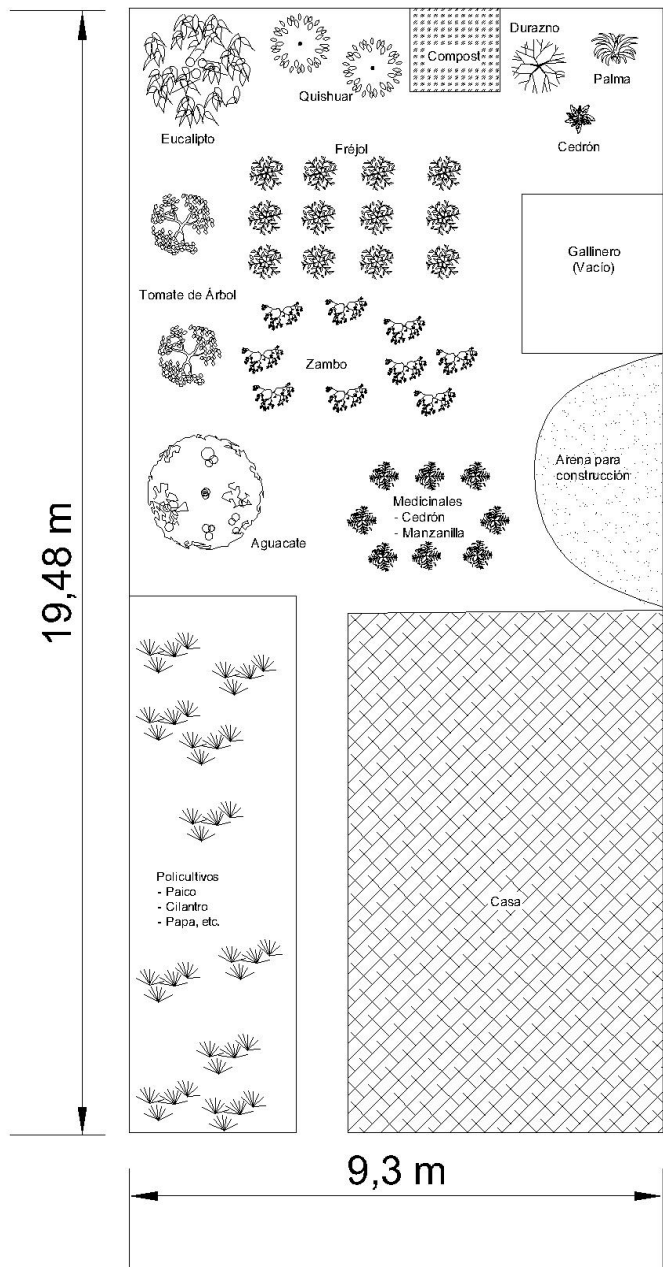 Durazno
Compost
Palma
Quishuar
Eucalipto
Cedrón
Fréjol
Gallinero
(Vacío)
Tomate de Árbol
Zambo
Arena para
construcción
Medicinales
- Cedrón
- Manzanilla
Aguacate
19,48 m
Policultivos
- Paico
- Cilantro
- Papa, etc.
Casa
9,3 m